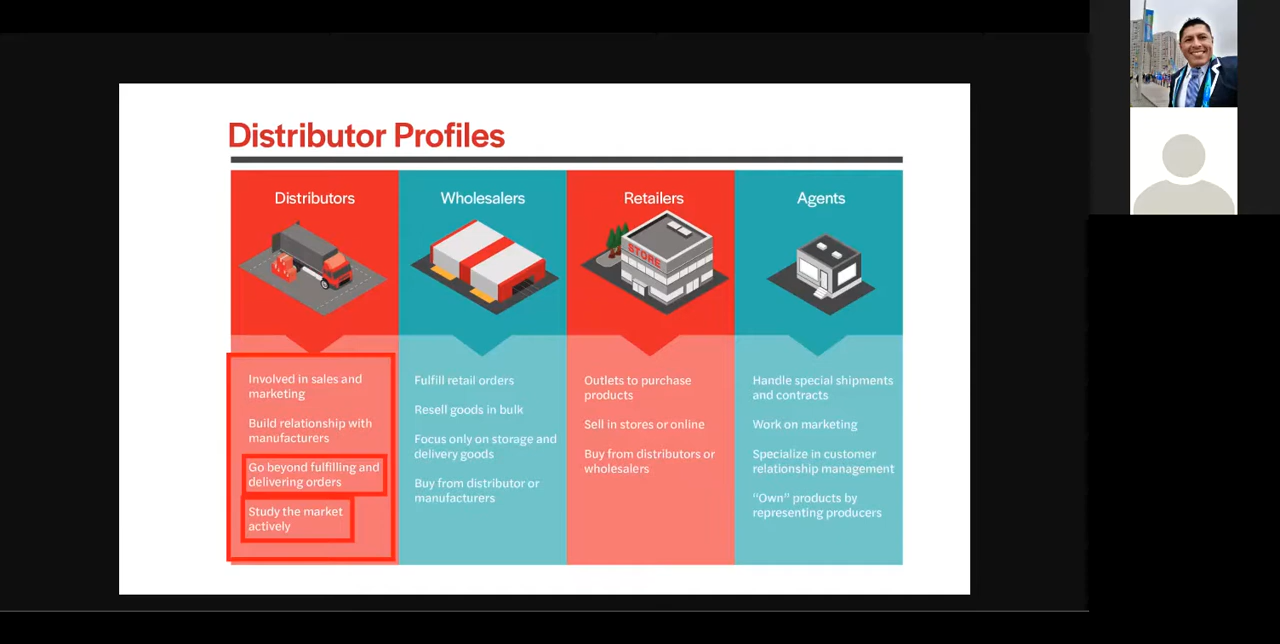 Distributor Profiles
Distributors
Involved in sales and
marketing
Build relationship with
manufacturers
Go beyond fulfilling and
delivering orders
Study the market
actively
Wholesalers
Fulfill retail orders
Resell goods in bulk
Focus only on storage and
delivery goods
Buy from distributor or
manufacturers
Retailers
STORE
Outlets to purchase
products
Sell in stores or online
Buy from distributors or
wholesalers
Agents
Handle special shipments
and contracts
Work on marketing
Specialize in customer
relationship management
“Own” products by
representing producers